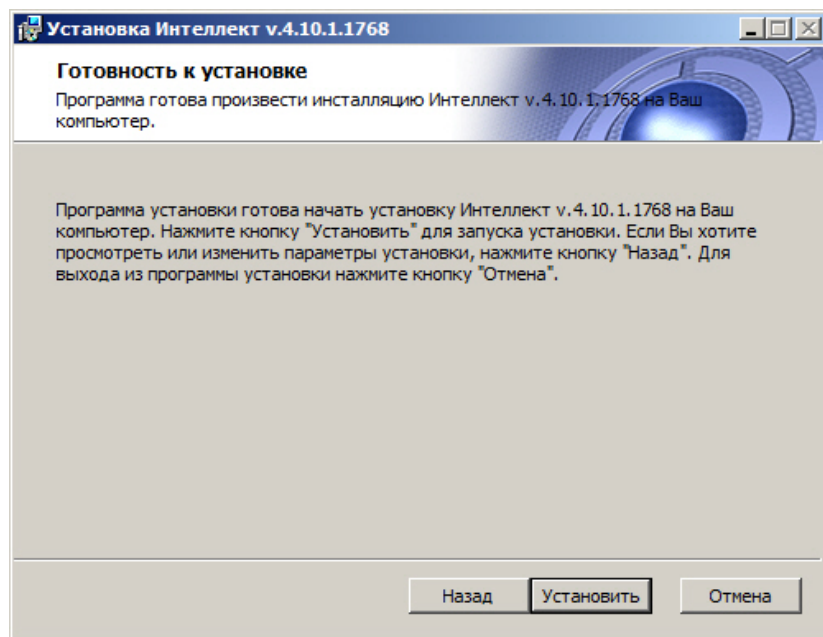 Установка Интеллект v.4.10.1.1768
Готовность к установке
Программа готова произвести инсталляцию Интеллект v.4.10.1.1768 на Ваш
компьютер.
Программа установки готова начать установку Интеллект v.4.10.1.1768 на Ваш
компьютер. Нажмите кнопку "Установить" для запуска установки. Если Вы хотите
просмотреть или изменить параметры установки, нажмите кнопку "Назад". Для
выхода из программы установки нажмите кнопку "Отмена".
Назад Установить Отмена